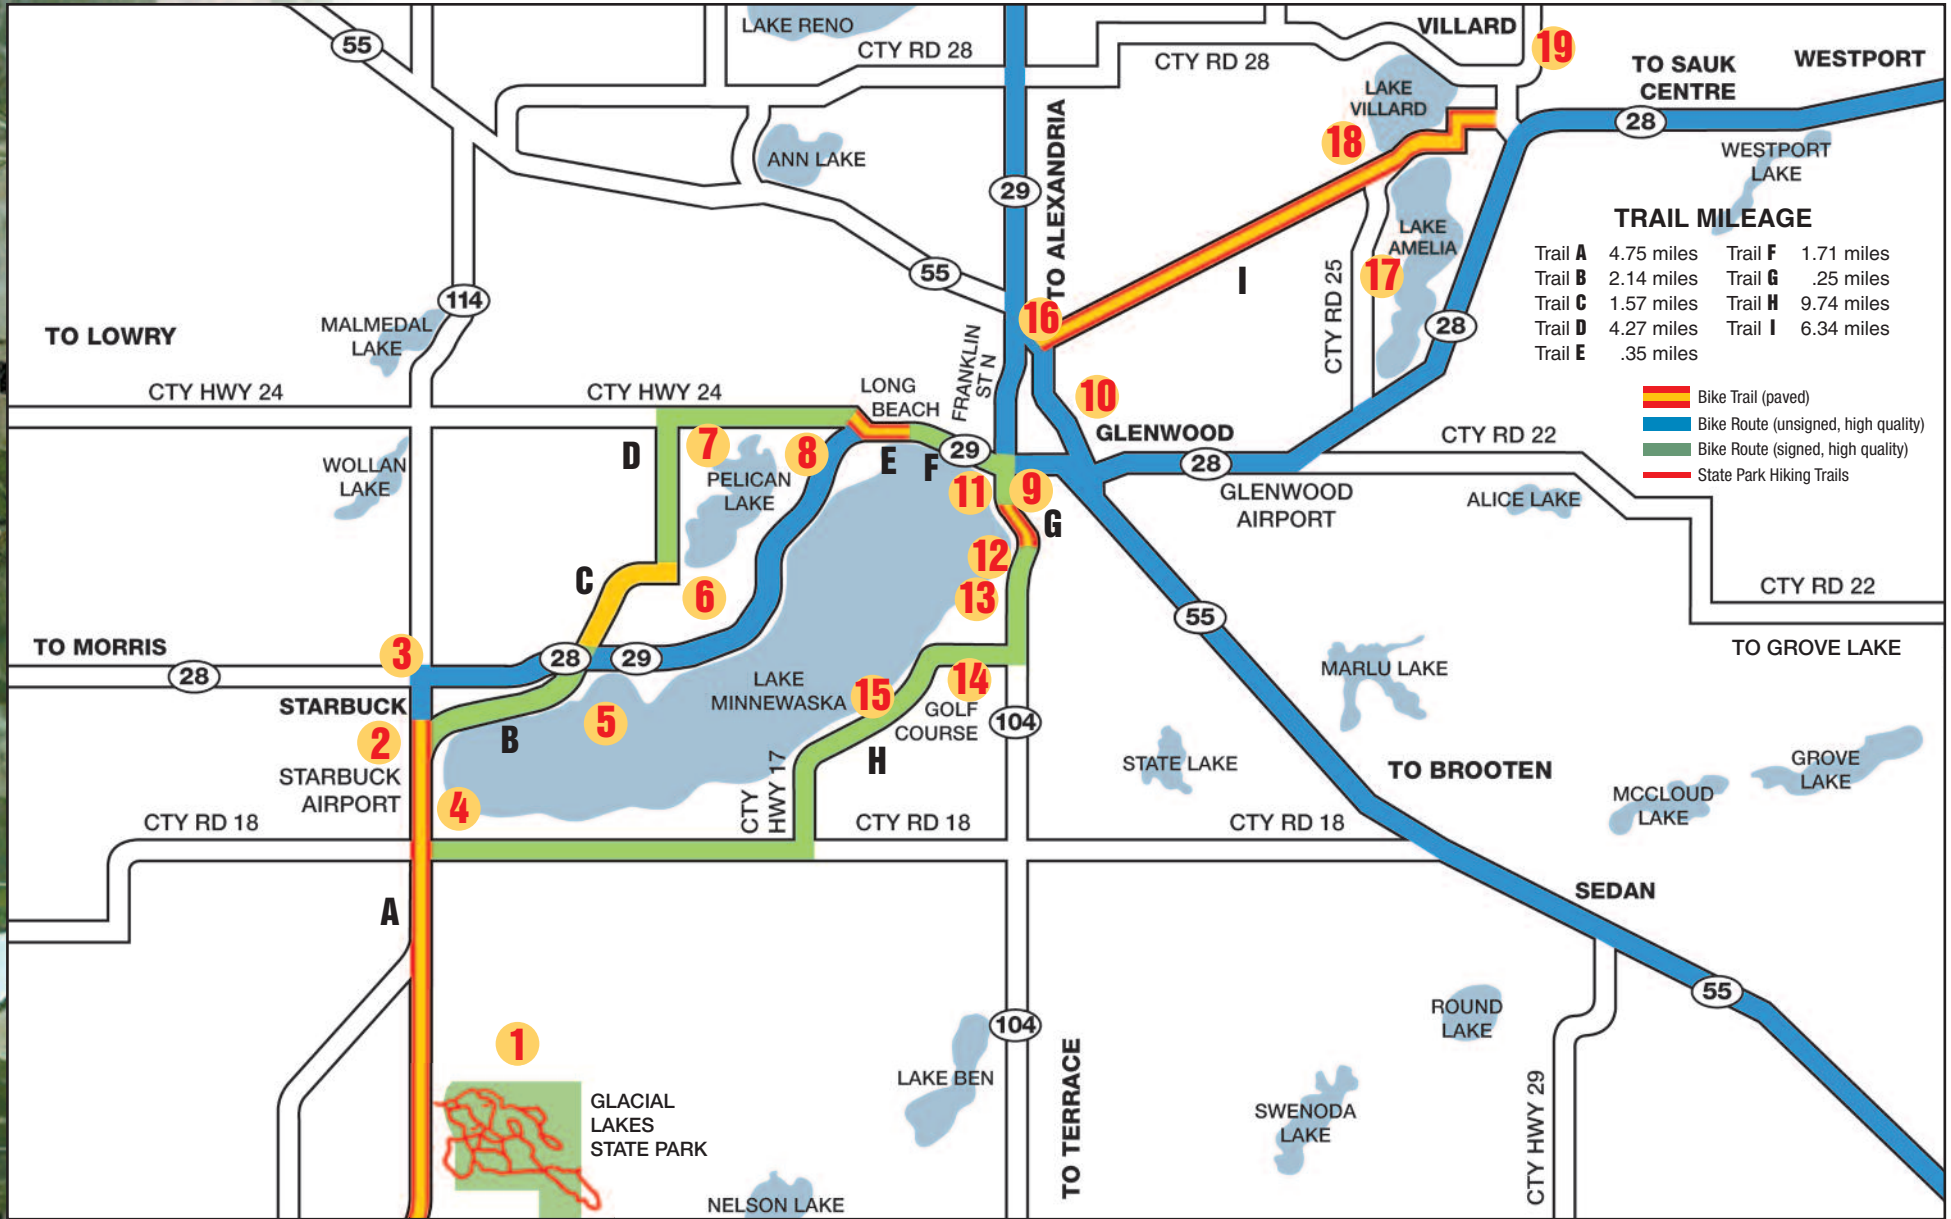 LAKE RENO
55
CTY RD 28
CTY RD 28
VILLARD
19
TO SAUK
CENTRE
WESTPORT
LAKE
VILLARD
28
18
ANN LAKE
TO ALEXANDRIA
29
WESTPORT
LAKE
TRAIL MILEAGE
Trail A 4.75 miles Trail F 1.71 miles
Trail B 2.14 miles Trail G .25 miles
Trail C 1.57 miles Trail H 9.74 miles
Trail D 4.27 miles Trail I 6.34 miles
Trail E .35 miles
Bike Trail (paved)
Bike Route (unsigned, high quality)
Bike Route (signed, high quality)
State Park Hiking Trails
LAKE
AMELIA
17
I
CTY RD 25
55
114
16
28
TO LOWRY
MALMEDAL
LAKE
FRANKLIN
ST N
CTY HWY 24
CTY HWY 24
LONG
BEACH
10
GLENWOOD
CTY RD 22
D
7
8
E
F
29
28
WOLLAN
LAKE
PELICAN
LAKE
11
9
G
GLENWOOD
AIRPORT
ALICE LAKE
12
C
6
13
CTY RD 22
55
TO MORRIS
3
28
29
TO GROVE LAKE
28
MARLU LAKE
LAKE
MINNEWASKA
15
14
STARBUCK
5
GOLF
COURSE
104
2
B
H
STARBUCK
AIRPORT
STATE LAKE
TO BROOTEN
GROVE
LAKE
4
CTY
HWY 17
MCCLOUD
LAKE
CTY RD 18
CTY RD 18
CTY RD 18
SEDAN
A
55
1
ROUND
LAKE
104
LAKE BEN
GLACIAL
LAKES
STATE PARK
TO TERRACE
SWENODA
LAKE
CTY HWY 29
NELSON LAKE